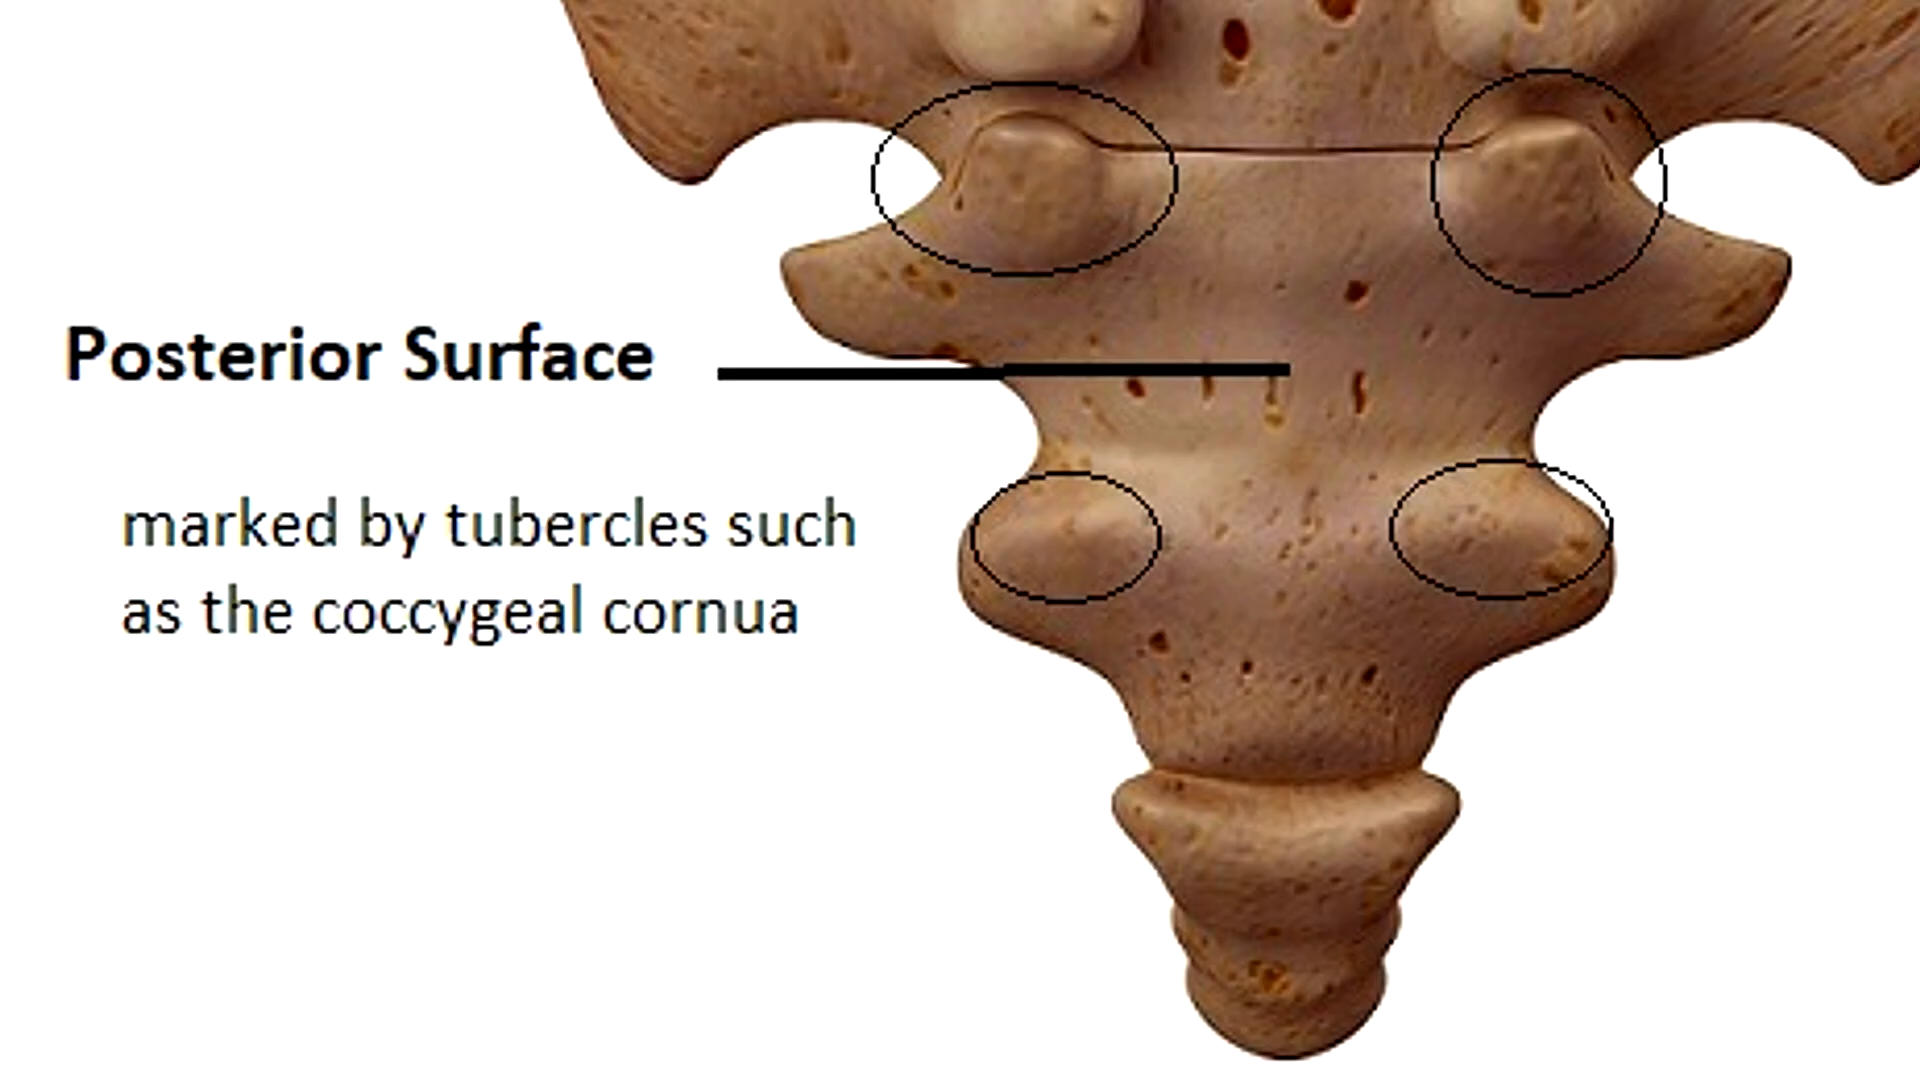 Posterior Surface
marked by tubercles such
as the coccygeal cornua